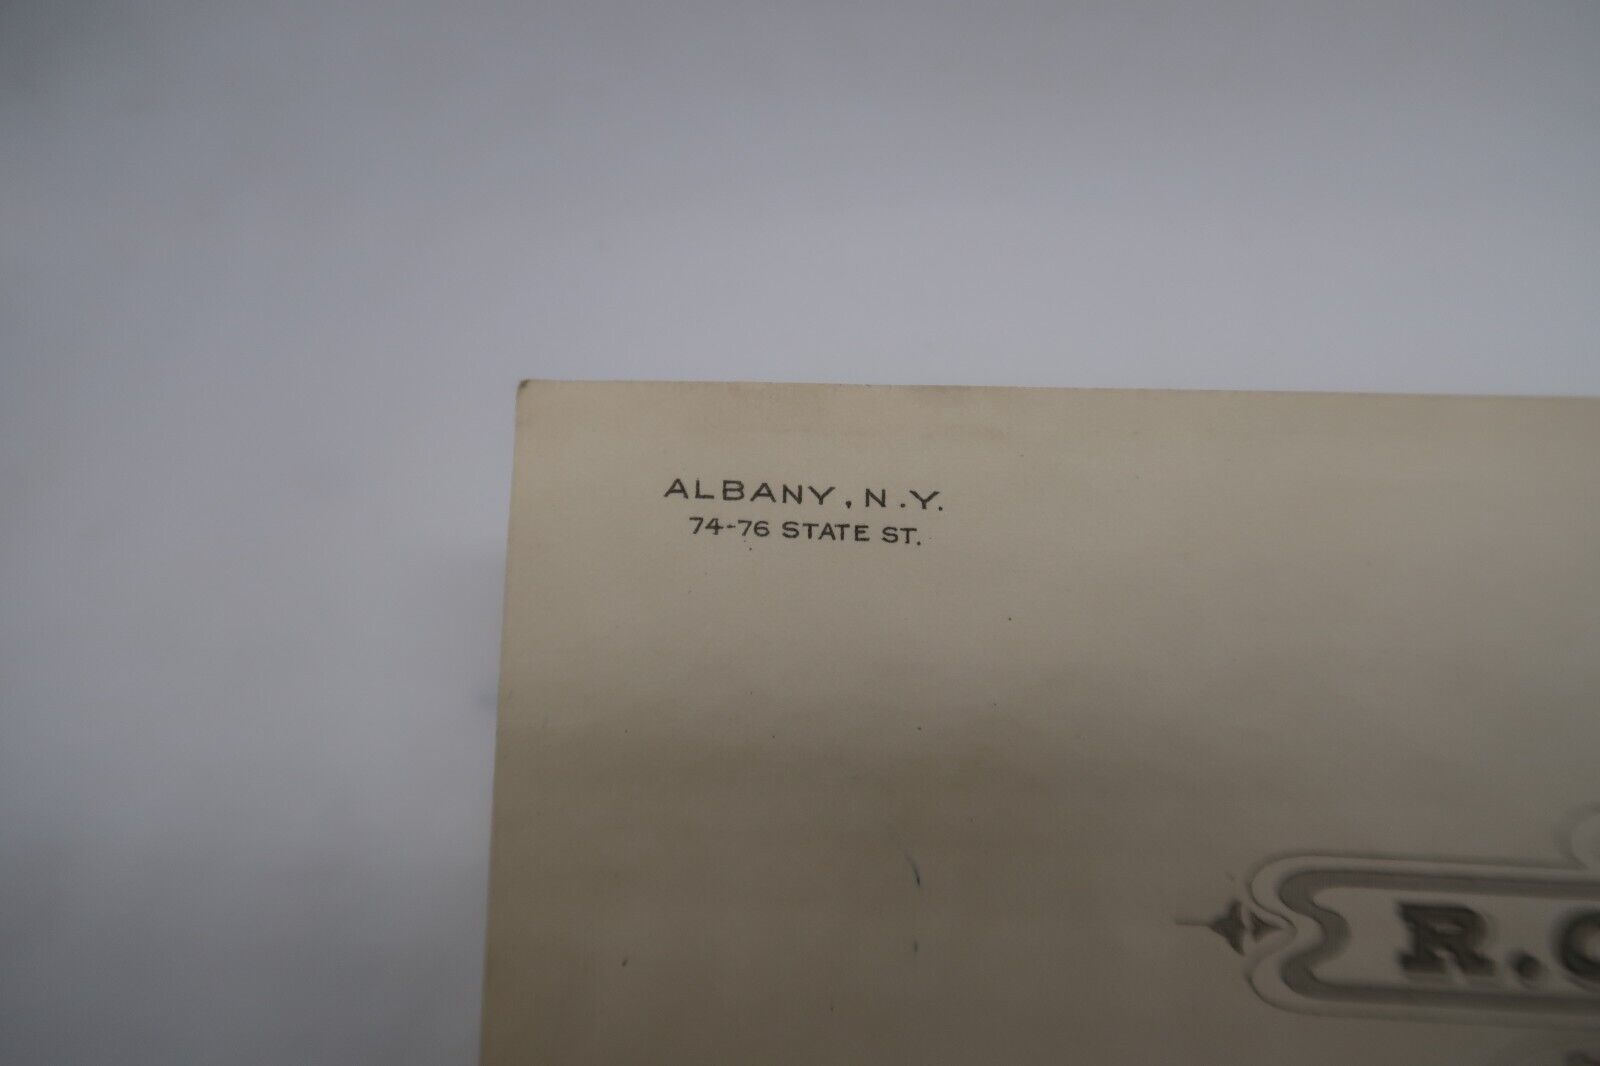 ALBANY, N.Y.
74-76 STATE ST.
R.